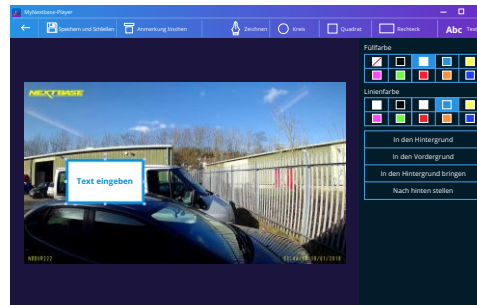 MyNextbase-Player
Speichern und Schließen
Anmerkung löschen
Zeichnen
Kreis
Quadrat
Rechteck
Abc Text
Füllfarbe
Linienfarbe
NEXTBASE
Text eingeben
In den Hintergrund
In den Vordergrund
In den Hintergrund bringen
Nach hinten stellen